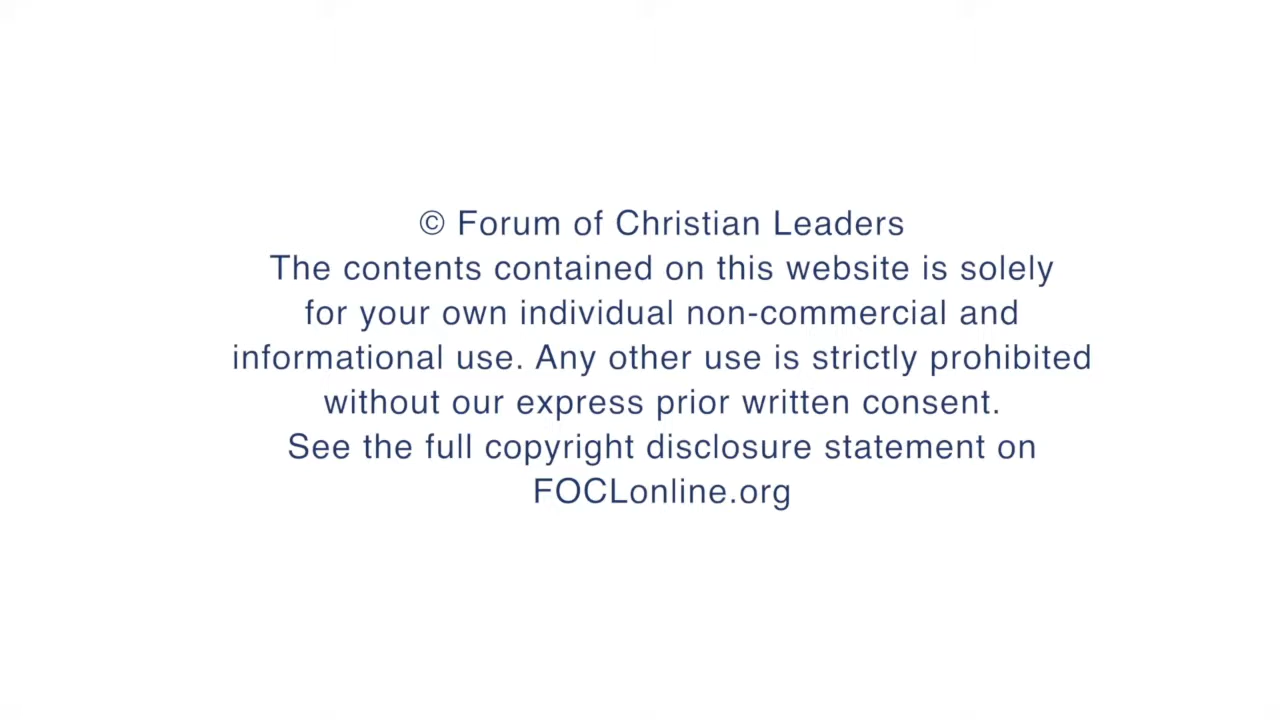 © Forum of Christian Leaders
The contents contained on this website is solely
for your own individual non-commercial and
informational use. Any other use is strictly prohibited
without our express prior written consent.
See the full copyright disclosure statement on
FOCLonline.org